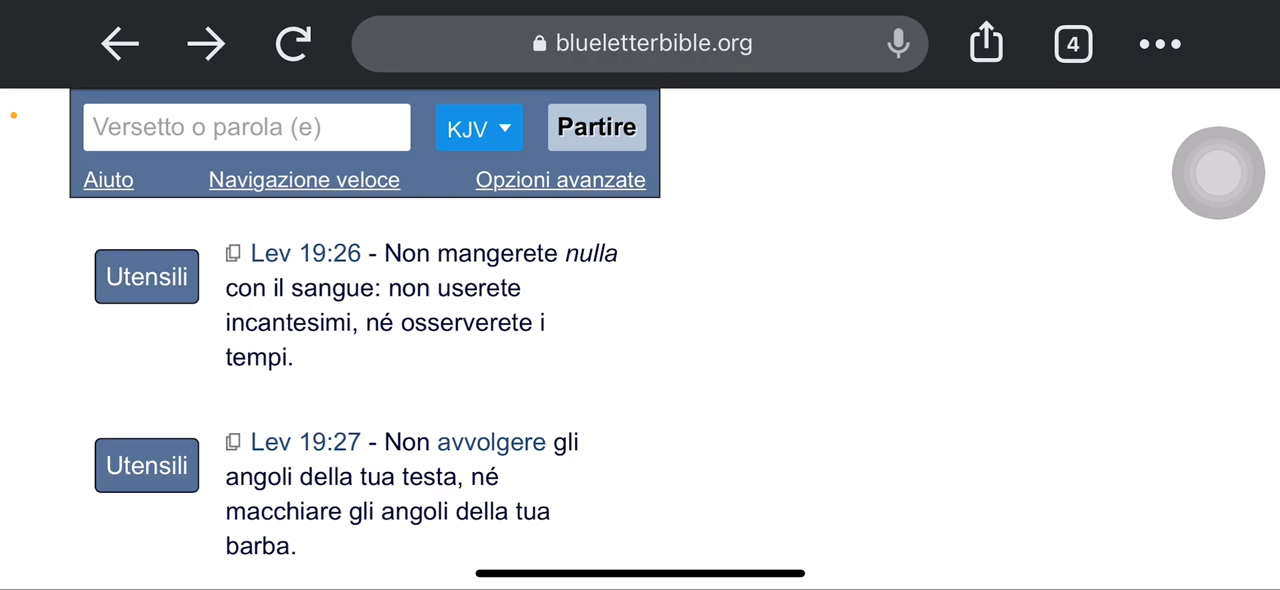 blueletterbible.org
4
Versetto o parola (e)
KJV
Partire
Aiuto
Navigazione veloce
Opzioni avanzate
Utensili
Lev 19:26 - Non mangerete nulla
con il sangue: non userete
incantesimi, né osserverete i
tempi.
Utensili
Lev 19:27 - Non avvolgere gli
angoli della tua testa, né
macchiare gli angoli della tua
barba.